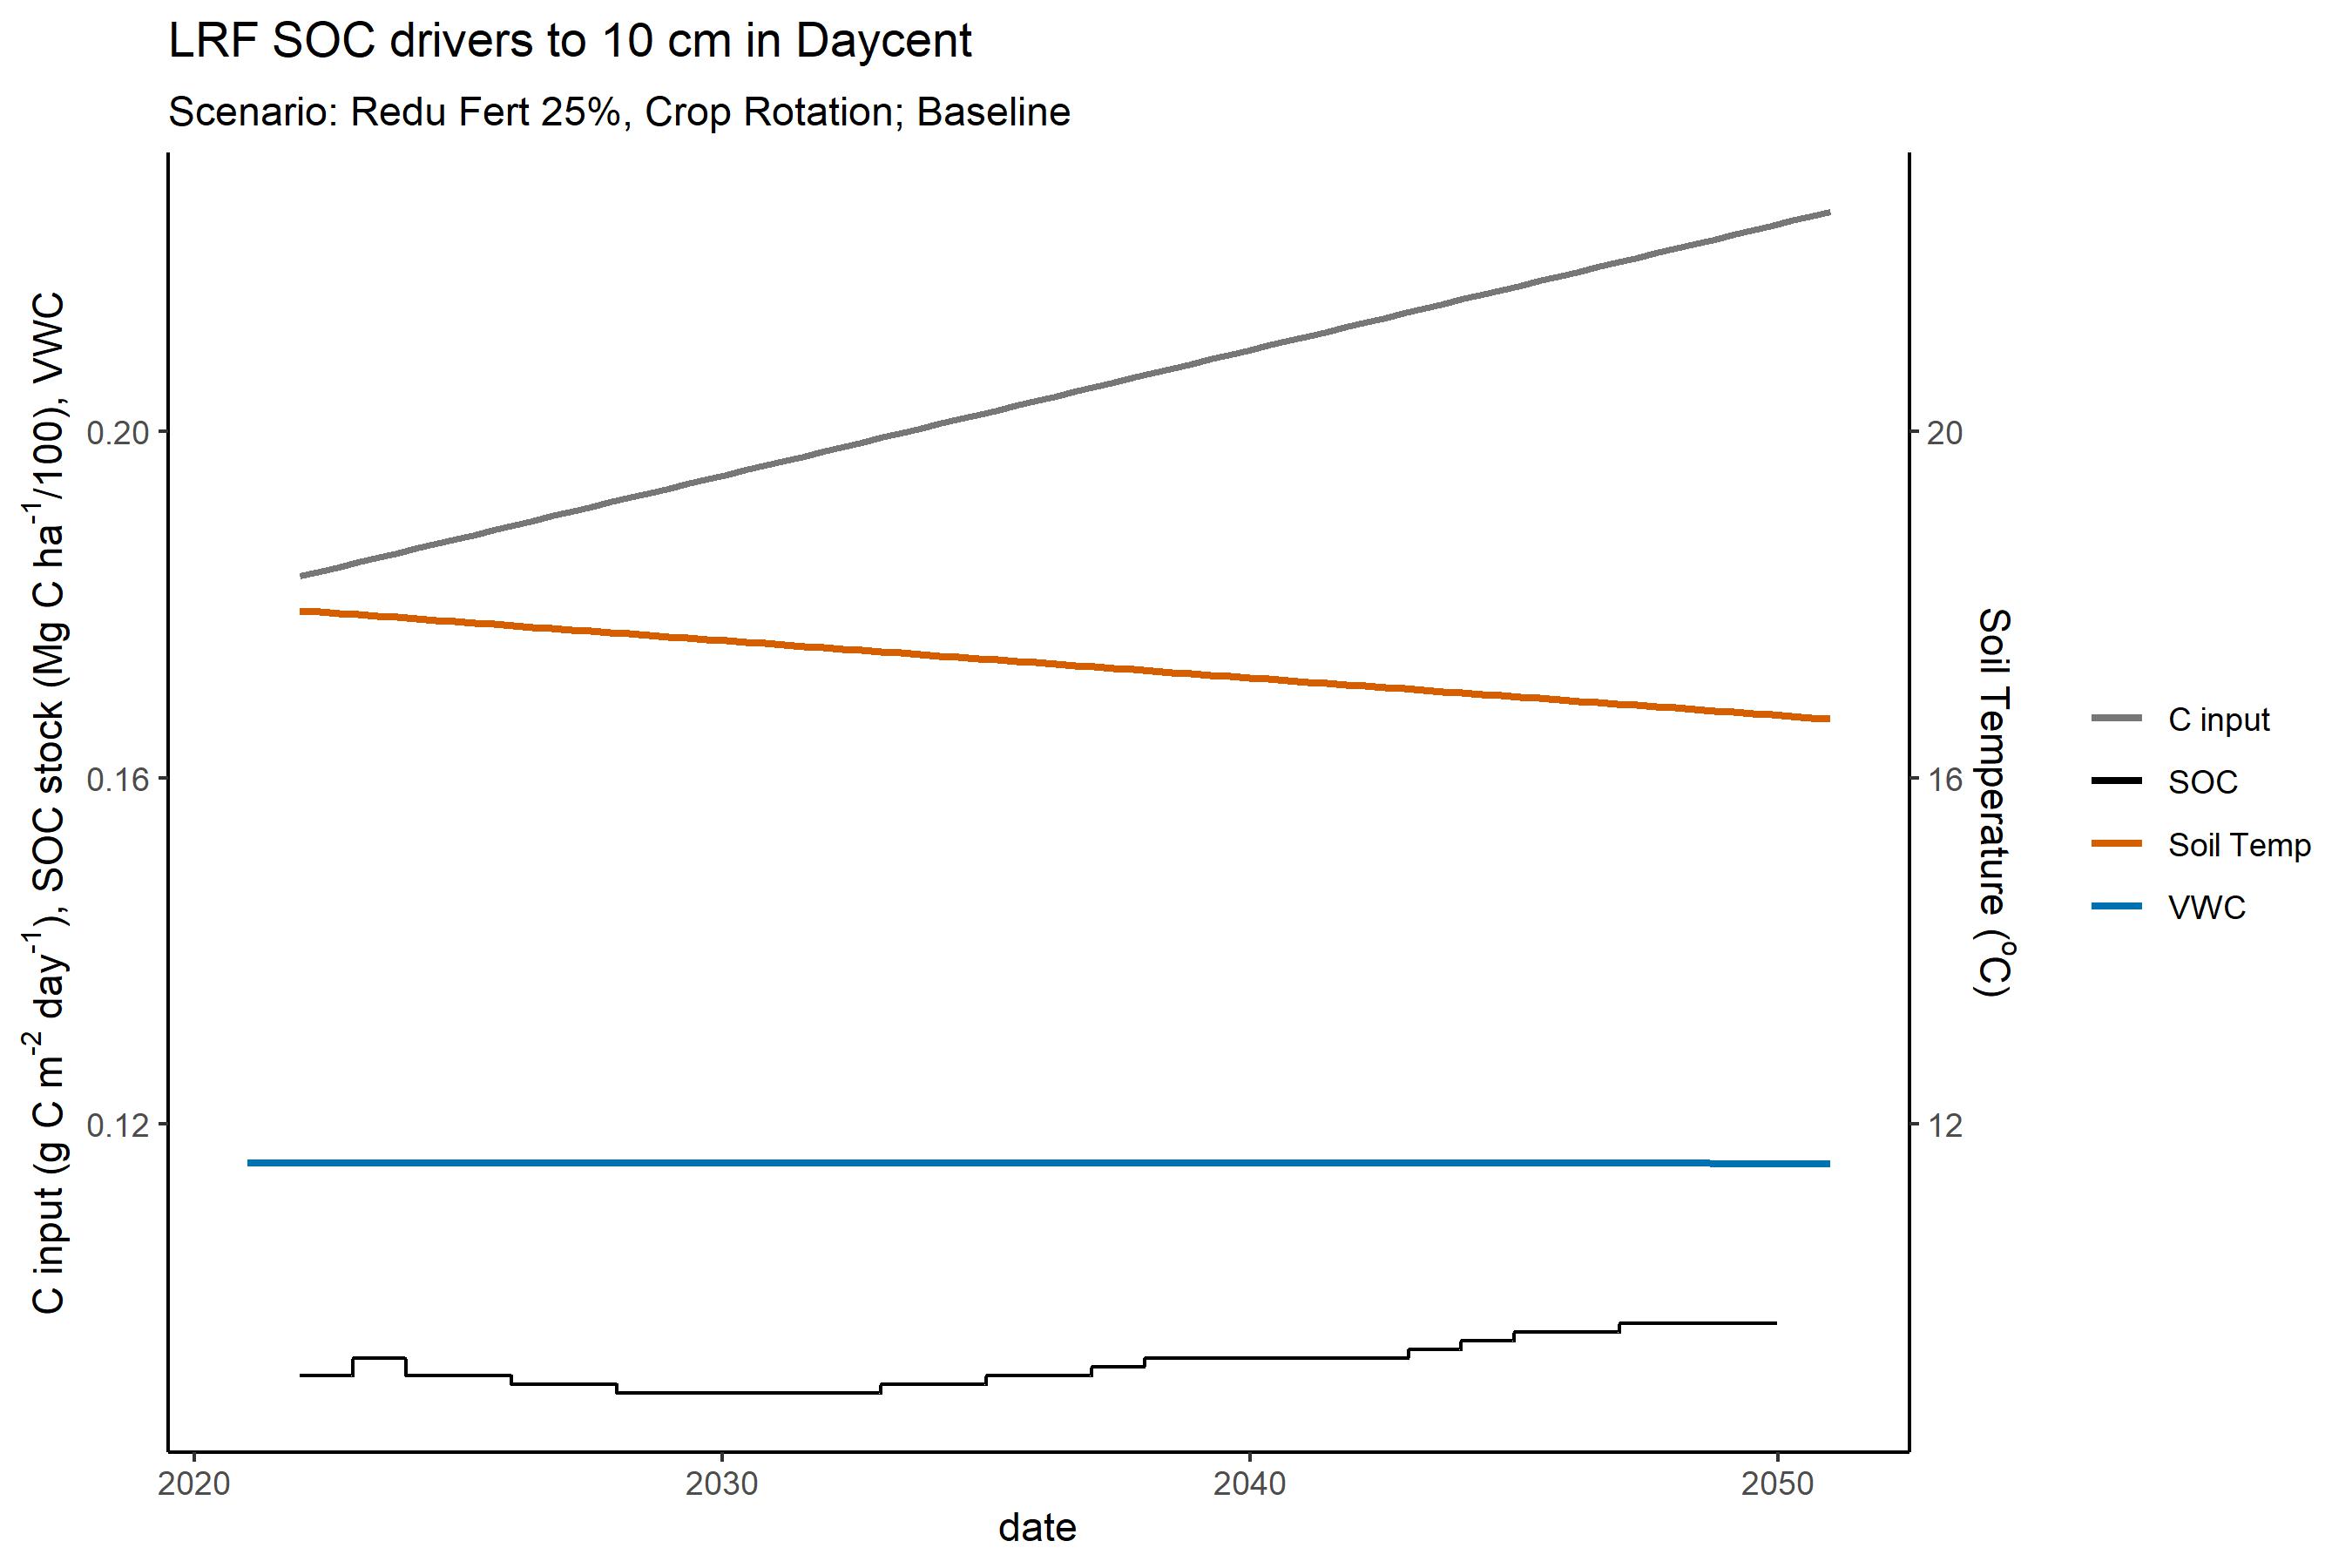 LRF SOC drivers to 10 cm in Daycent
Scenario: Redu Fert 25%, Crop Rotation; Baseline
C input (g C m⁻² day⁻¹), SOC stock (Mg C ha⁻¹/100), VWC
0.20
0.16
0.12
20
16
12
Soil Temperature (°C)
C input
SOC
Soil Temp
VWC
2020
2030
2040
2050
date